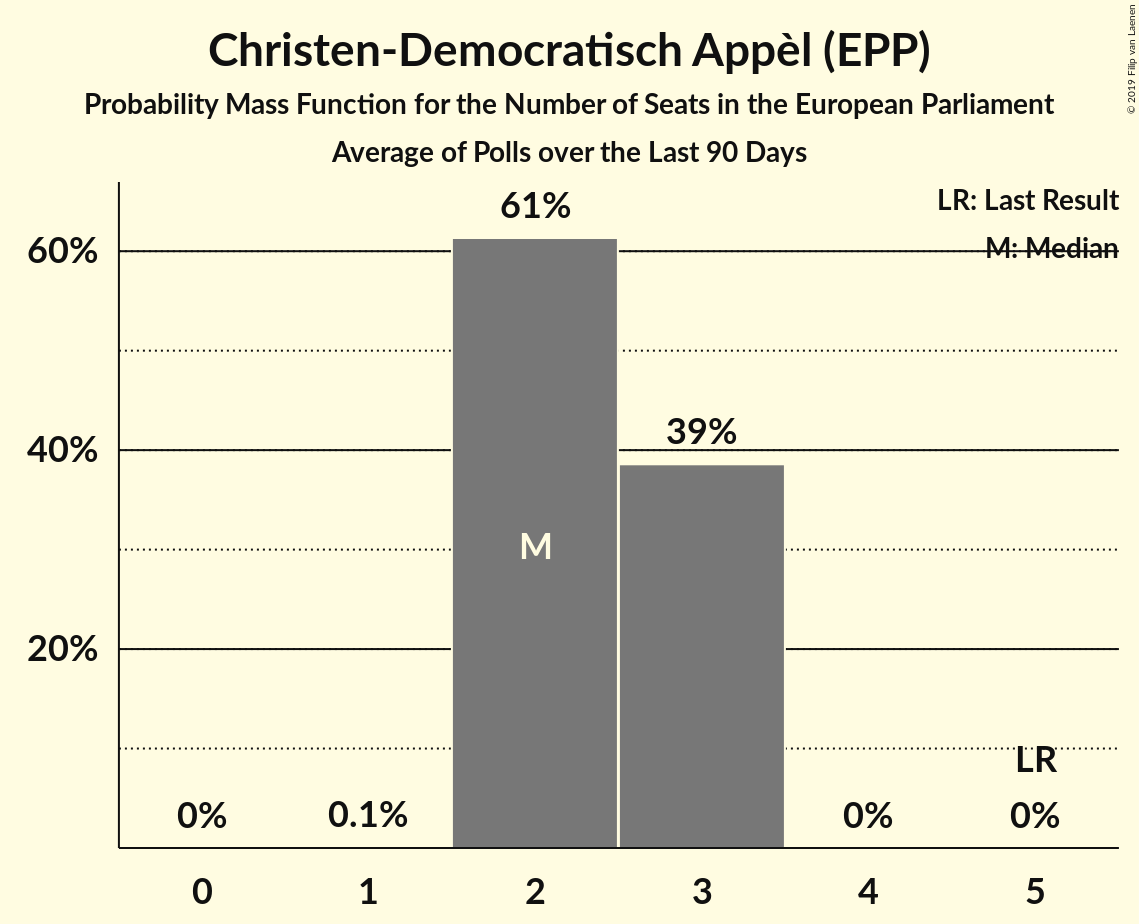 Christen-Democratisch Appèl (EPP)
Probability Mass Function for the Number of Seats in the European Parliament
Average of Polls over the Last 90 Days
© 2019 Filip van Laenen
LR: Last Result
M: Median
60%
40%
20%
0%
0.1%
61%
M
39%
0%
LR
0%
0
1
2
3
4
5